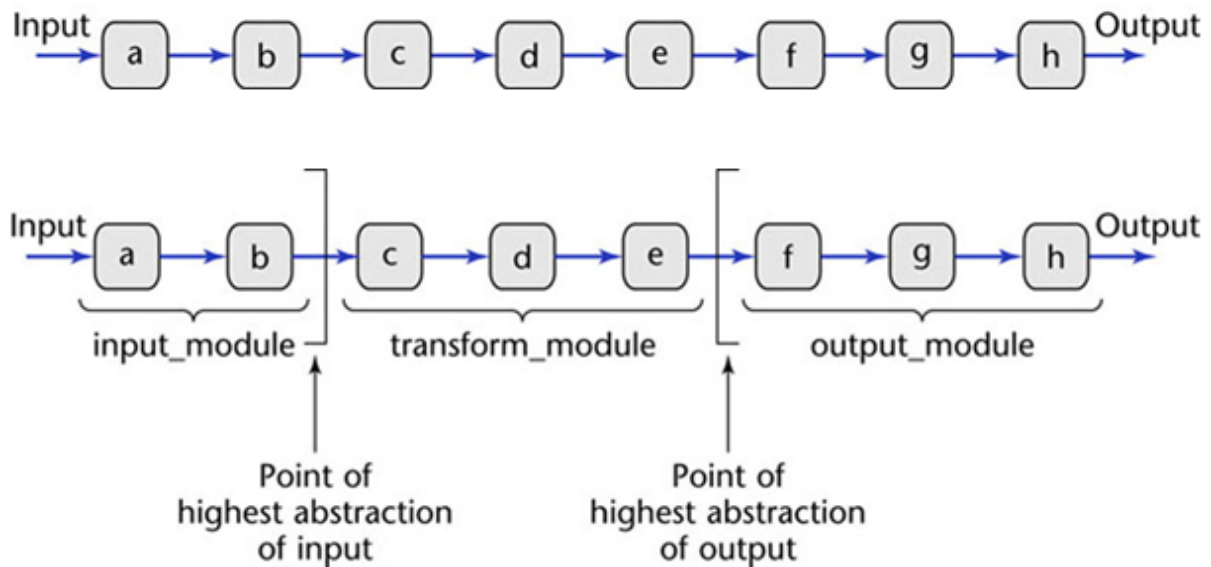 Input a b c d e f g h Output
Input a b c d e f g h Output
input_module transform_module output_module
Point of
highest abstraction
of input
Point of
highest abstraction
of output